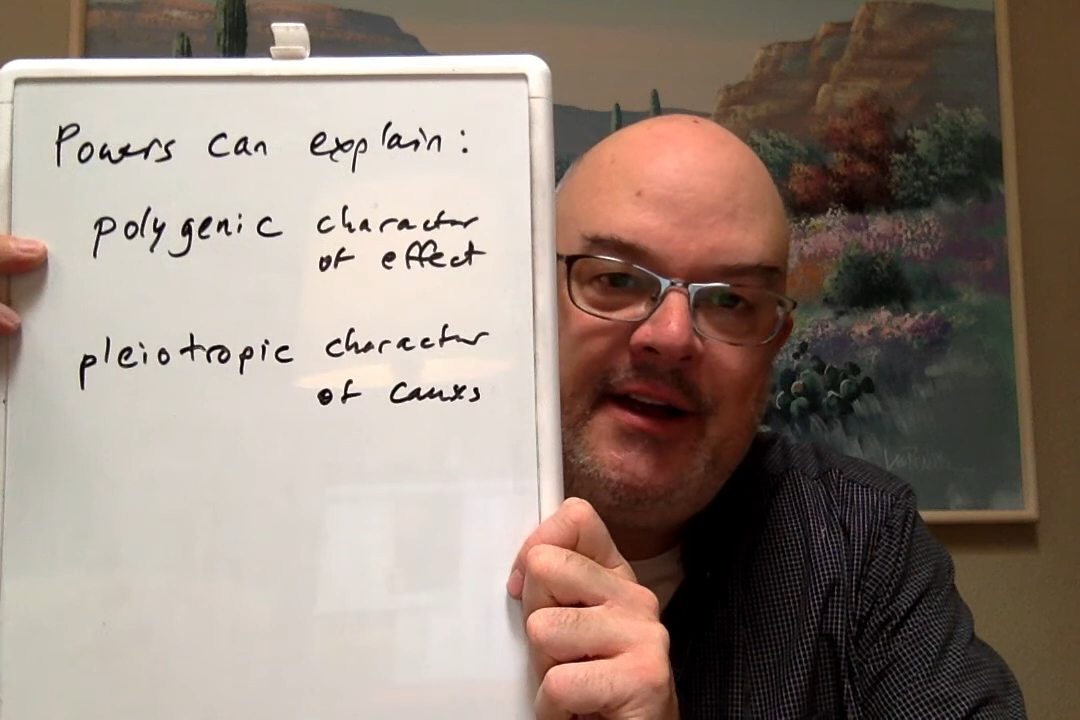 Powers can explain:
polygenic character
of effect
pleiotropic character
of causes